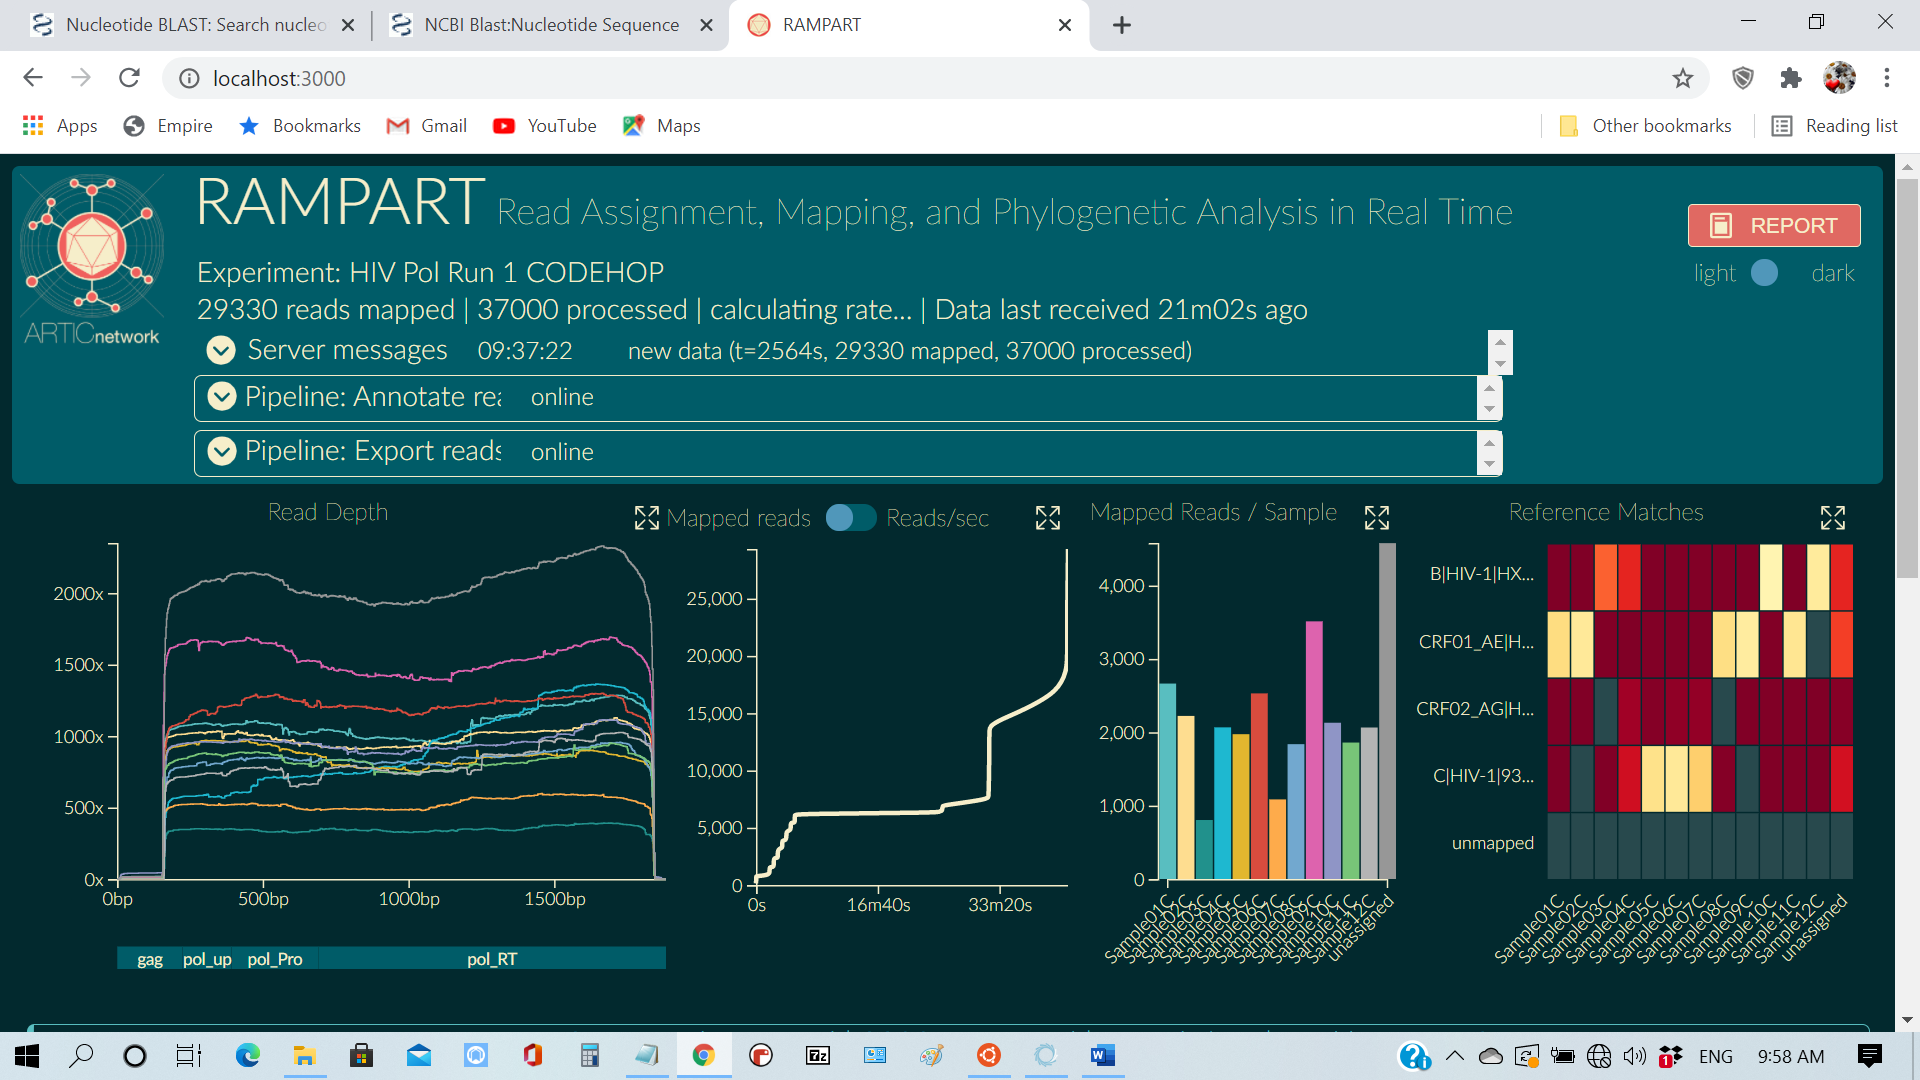 Nucleotide BLAST: Search nucleo
NCBI Blast:Nucleotide Sequence
RAMPART
localhost:3000
Apps
Empire
Bookmarks
Gmail
YouTube
Maps
Other bookmarks
Reading list
RAMPART Read Assignment, Mapping, and Phylogenetic Analysis in Real Time
REPORT
light
dark
Experiment: HIV Pol Run 1 CODEHOP
29330 reads mapped | 37000 processed | calculating rate... | Data last received 21m02s ago
ARTICnetwork
Server messages 09:37:22 new data (t=2564s, 29330 mapped, 37000 processed)
Pipeline: Annotate rea online
Pipeline: Export reads online
Read Depth
2000x
1500x
1000x
500x
0x
0bp 500bp 1000bp 1500bp
gag pol_up pol_Pro pol_RT
Mapped reads Reads/sec
25,000
20,000
15,000
10,000
5,000
0
0s 16m40s 33m20s
Mapped Reads / Sample
4,000
3,000
2,000
1,000
0
Sample01C
Sample02C
Sample03C
Sample04C
Sample05C
Sample06C
Sample07C
Sample08C
Sample09C
Sample10C
Sample11C
Sample12C
unassigned
Reference Matches
B|HIV-1|HX...
CRF01_AE|H...
CRF02_AG|H...
C|HIV-1|93...
unmapped
Sample01C
Sample02C
Sample03C
Sample04C
Sample05C
Sample06C
Sample07C
Sample08C
Sample09C
Sample10C
Sample11C
Sample12C
unassigned
7z
1
ENG
9:58 AM